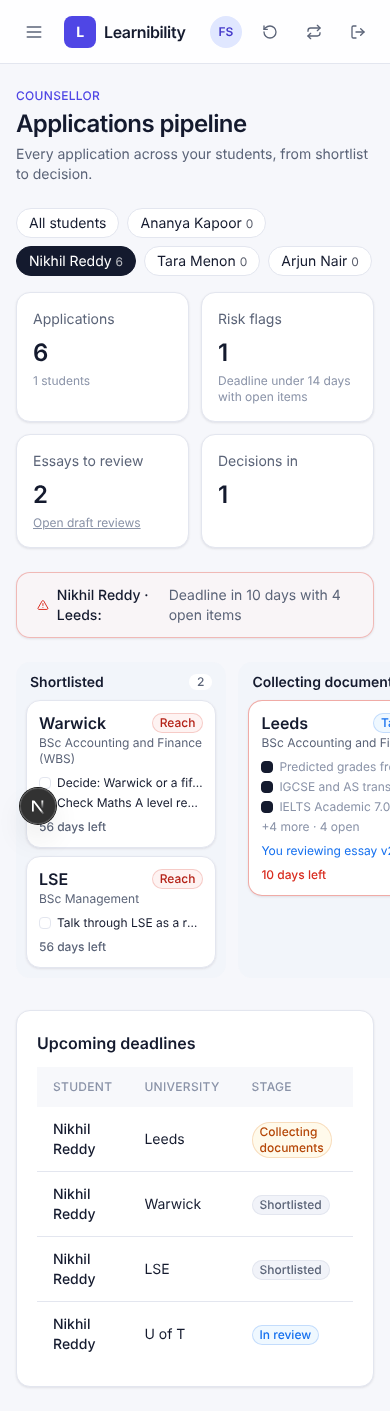 L Learnibility FS
COUNSELLOR
Applications pipeline
Every application across your students, from shortlist
to decision.
All students Ananya Kapoor 0
Nikhil Reddy 6 Tara Menon 0 Arjun Nair 0
Applications
6
1 students
Risk flags
1
Deadline under 14 days
with open items
Essays to review
2
Open draft reviews
Decisions in
1
Nikhil Reddy ·
Leeds:
Deadline in 10 days with 4
open items
Shortlisted 2
Warwick Reach
BSc Accounting and Finance
(WBS)
Decide: Warwick or a fif...
Check Maths A level re...
56 days left
N
LSE Reach
BSc Management
Talk through LSE as a r...
56 days left
Collecting document
Leeds Ta
BSc Accounting and Fi
Predicted grades fr
IGCSE and AS trans
IELTS Academic 7.0
+4 more · 4 open
You reviewing essay v2
10 days left
Upcoming deadlines
STUDENT UNIVERSITY STAGE
Nikhil
Reddy
Leeds
Collecting
documents
Nikhil
Reddy
Warwick
Shortlisted
Nikhil
Reddy
LSE
Shortlisted
Nikhil
Reddy
U of T
In review